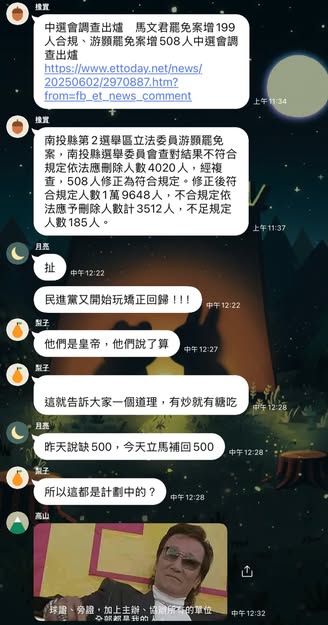 擔實
中選會調查出爐 馬文君罷免案增199
人合規、游顥罷免案增508人中選會調
查出爐
https://www.ettoday.net/news/
20250602/2970887.htm?
from=fb_et_news_comment
上午11:34
擔實
南投縣第2選舉區立法委員游顥罷免
案，南投縣選舉委員會查對結果不符合
規定依法應刪除人數4020人，經複
查，508人修正為符合規定。修正後符
合規定人數1萬9648人，不合規定依
法應予刪除人數計3512人，不足規定
人數185人。
上午11:37
月亮
扯
中午12:22
民進黨又開始玩矯正回歸!!!
中午12:22
梨子
他們是皇帝，他們說了算
中午12:27
梨子
這就告訴大家一個道理，有炒就有糖吃
中午12:28
月亮
昨天說缺500，今天立馬補回500
中午12:28
梨子
所以這都是計劃中的？
中午12:28
高山
球證、旁證，加上主辦、協辦所有的單位
全部都是我的人
中午12:32